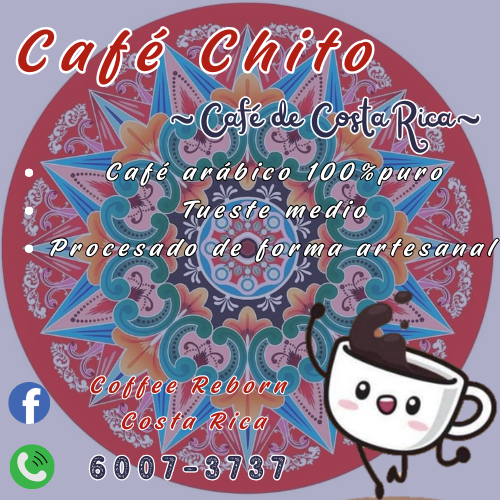 Café Chito
~Café de Costa Rica~
• Café arábico 100%puro
• Tueste medio
• Procesado de forma artesanal
Coffee Reborn
Costa Rica
6007-3737